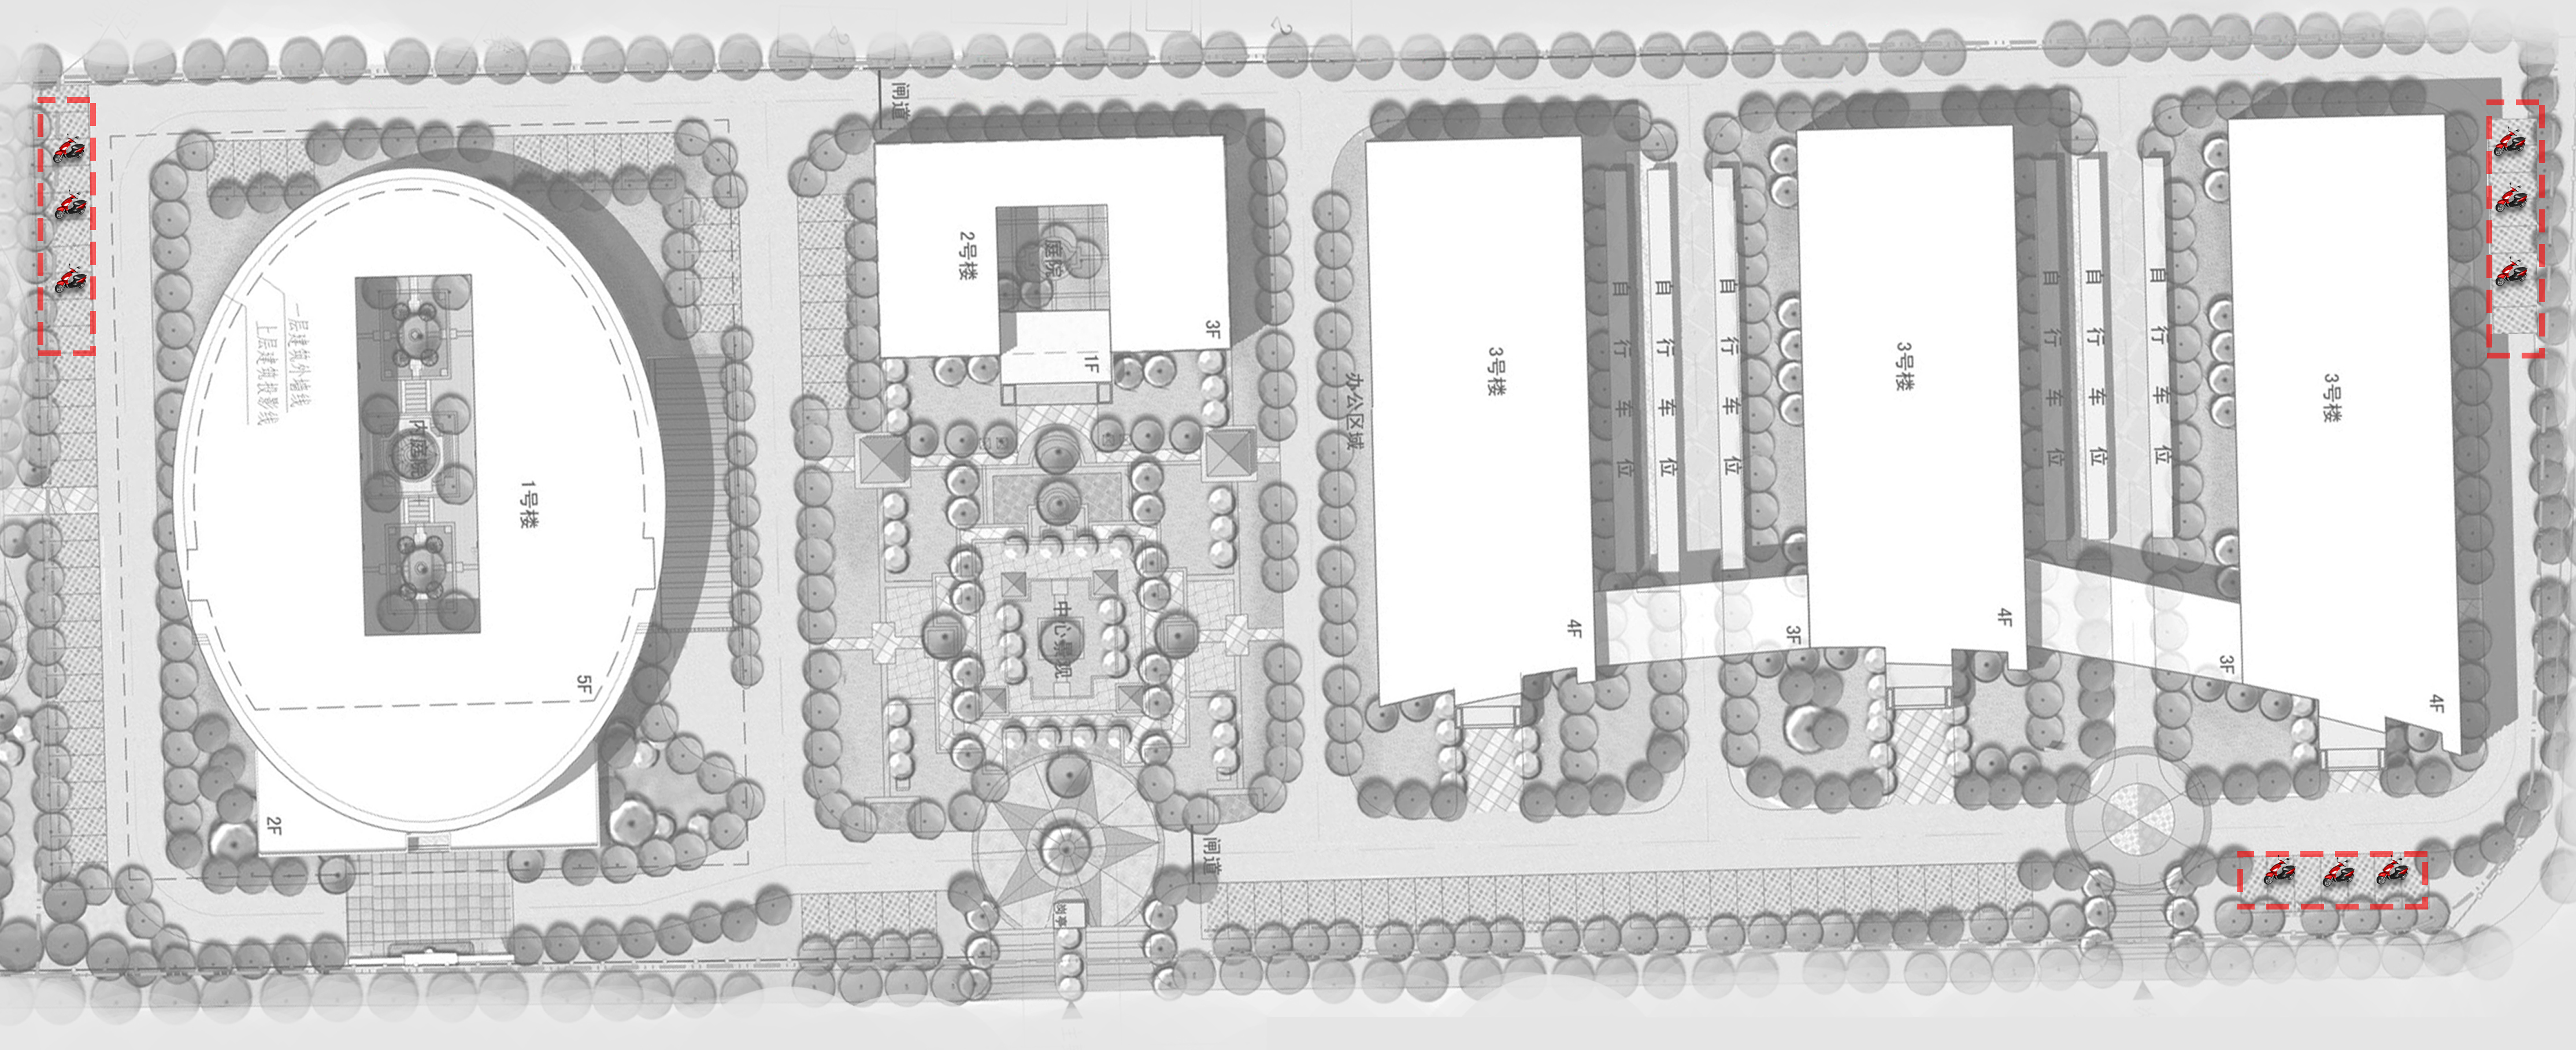 闸道
2号楼
庭院
3F
1F
一层建筑外墙线
上层建筑投影线
内庭院
1号楼
5F
2F
中心景观
闸道
岗亭
办公区域
3号楼
4F
自行车位
自行车位
自行车位
3号楼
3F
4F
自行车位
自行车位
自行车位
3号楼
3F
4F